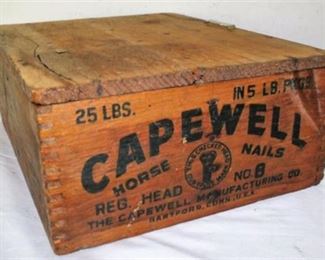 25 LBS.
IN 5 LB. PKGS
CAPEWELL
HORSE NAILS
REG. HEAD NO. 8
THE CAPEWELL MANUFACTURING CO
HARTFORD, CONN., U.S.A.